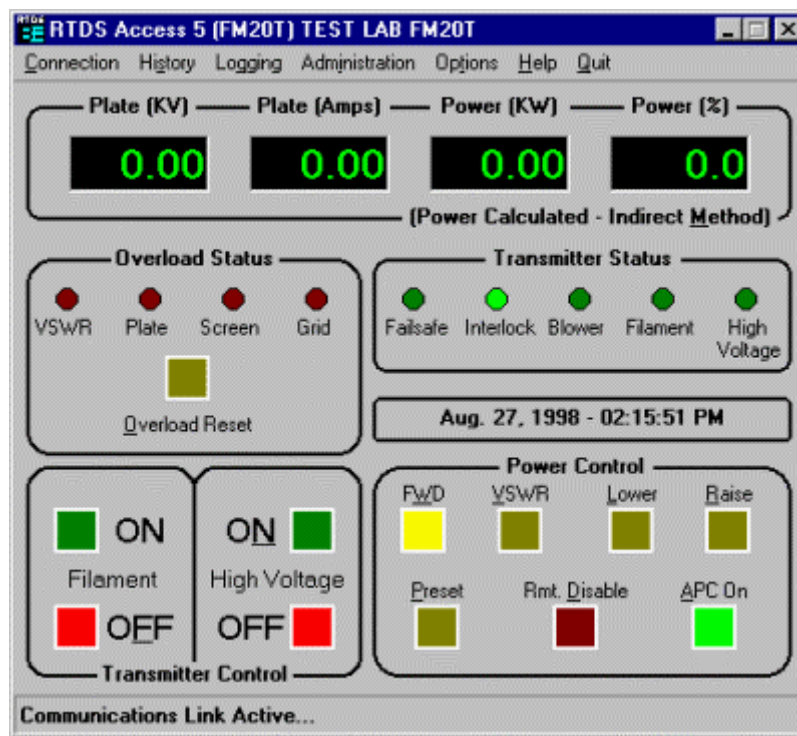 RTDS
RTDS Access 5 (FM20T) TEST LAB FM20T
Connection History Logging Administration Options Help Quit
Plate (KV) Plate (Amps) Power (KW) Power (%)
0.00 0.00 0.00 0.0
(Power Calculated - Indirect Method)
Overload Status
VSWR Plate Screen Grid
Overload Reset
Transmitter Status
Failsafe Interlock Blower Filament High
Voltage
Aug. 27, 1998 - 02:15:51 PM
ON
Filament
OFF
ON
High Voltage
OFF
Transmitter Control
Power Control
FWD VSWR Lower Raise
Preset Rmt. Disable APC On
Communications Link Active...